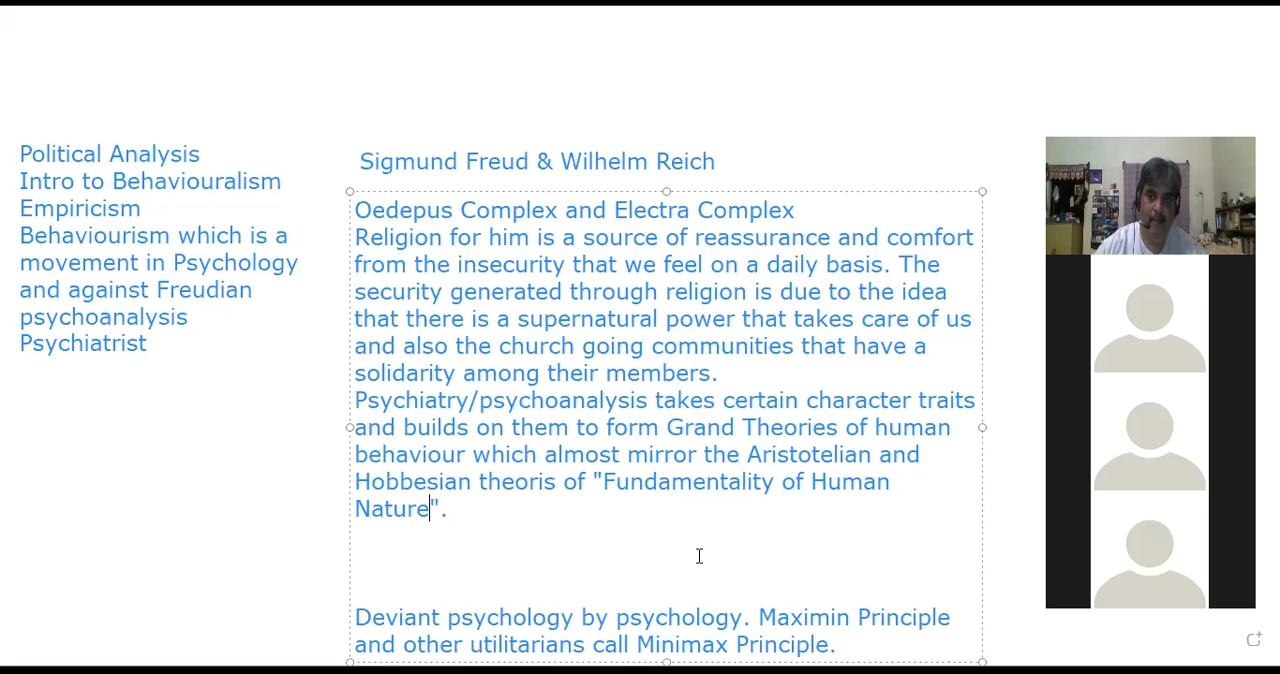 Political Analysis
Intro to Behaviouralism
Empiricism
Behaviourism which is a
movement in Psychology
and against Freudian
psychoanalysis
Psychiatrist
Sigmund Freud & Wilhelm Reich
Oedepus Complex and Electra Complex
Religion for him is a source of reassurance and comfort
from the insecurity that we feel on a daily basis. The
security generated through religion is due to the idea
that there is a supernatural power that takes care of us
and also the church going communities that have a
solidarity among their members.
Psychiatry/psychoanalysis takes certain character traits
and builds on them to form Grand Theories of human
behaviour which almost mirror the Aristotelian and
Hobbesian theoris of "Fundamentality of Human
Nature".
Deviant psychology by psychology. Maximin Principle
and other utilitarians call Minimax Principle.